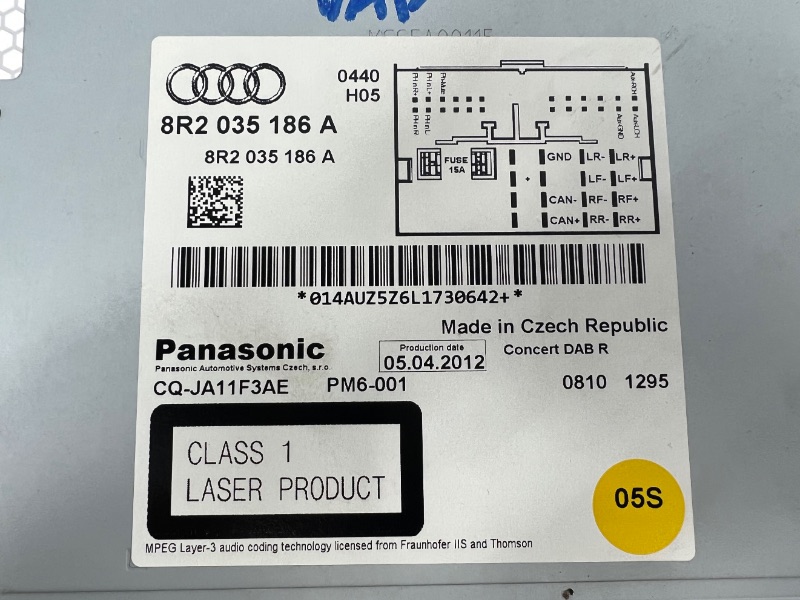 0440
H05
8R2 035 186 A
8R2 035 186 A
FUSE
15A
+
GND LR- LR+
LF- LF+
CAN- RF- RF+
CAN+ RR- RR+
*014AUZ5Z6L1730642+*
Made in Czech Republic
Panasonic
Panasonic Automotive Systems Czech, s.r.o.
Production date
05.04.2012
Concert DAB R
CQ-JA11F3AE PM6-001
0810 1295
CLASS 1
LASER PRODUCT
05S
MPEG Layer-3 audio coding technology licensed from Fraunhofer IIS and Thomson